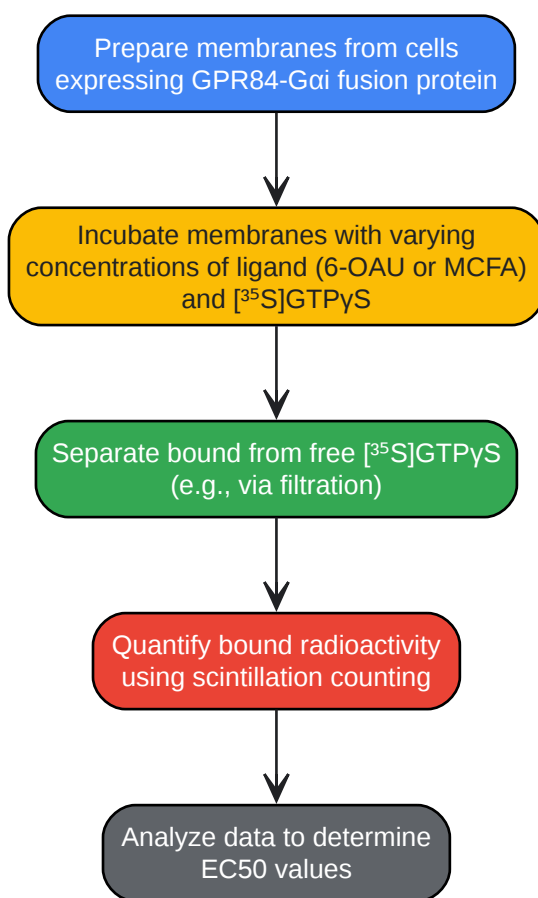 Prepare membranes from cells
expressing GPR84-Gαi fusion protein
Incubate membranes with varying
concentrations of ligand (6-OAU or MCFA)
and [³⁵S]GTPγS
Separate bound from free [³⁵S]GTPγS
(e.g., via filtration)
Quantify bound radioactivity
using scintillation counting
Analyze data to determine
EC50 values